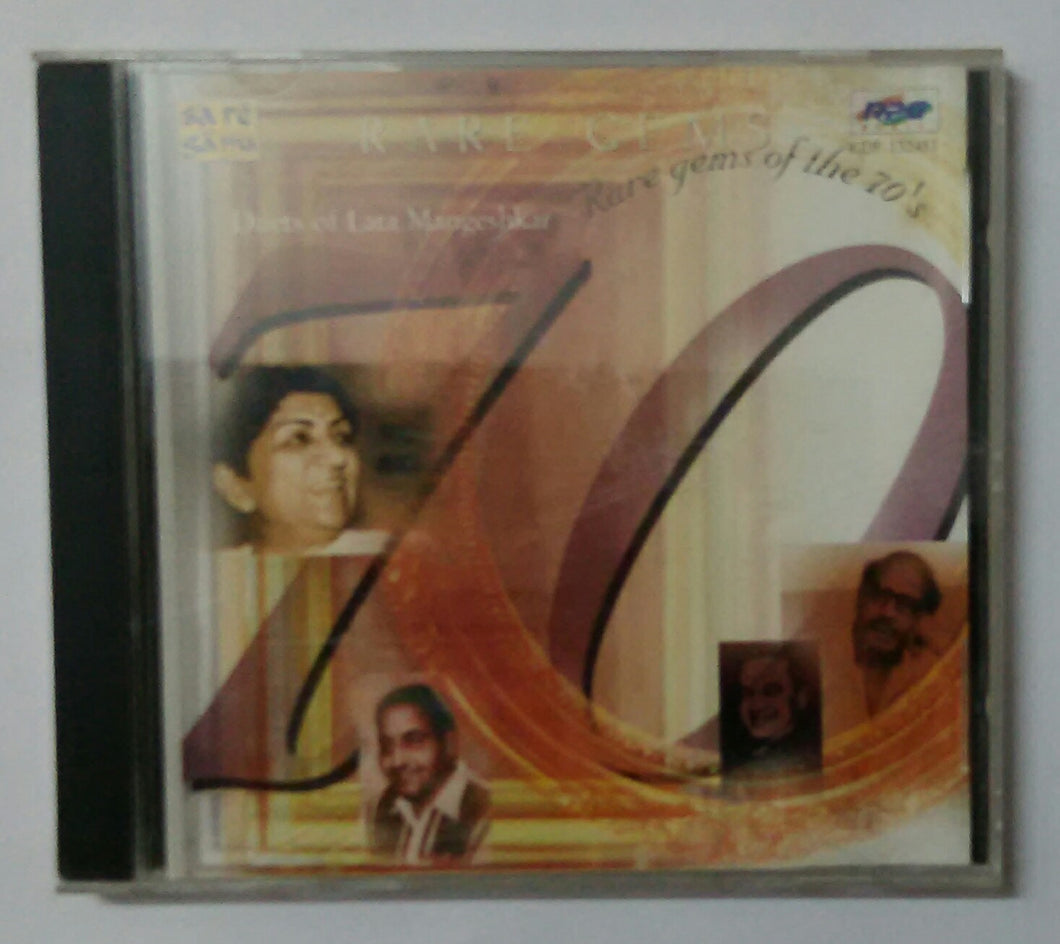 sa re
ga ma
RARE GEMS
RPG
Rare gems of the 70's
Duets of Lata Mangeshkar
70